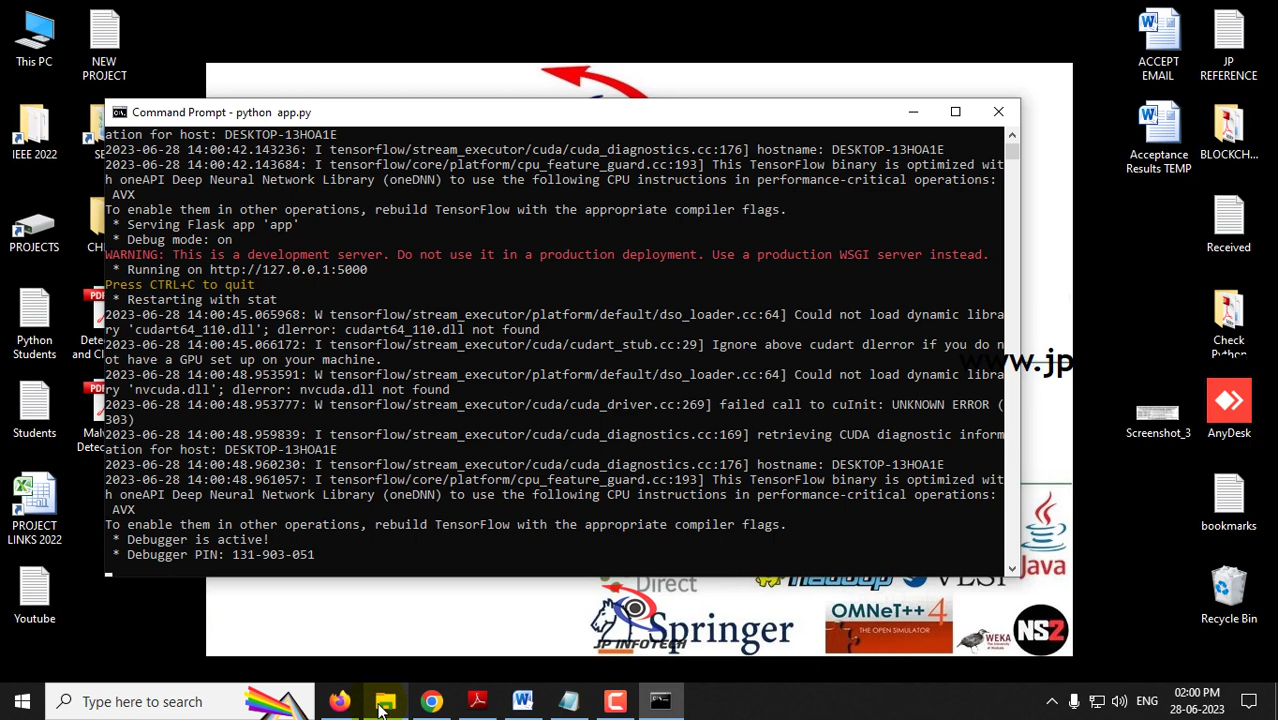 This PC
NEW
PROJECT
IEEE 2022
PROJECTS
Python
Students
Students
PROJECT
LINKS 2022
Youtube
ACCEPT
EMAIL
JP
REFERENCE
Acceptance
Results TEMP
BLOCKCH...
Received
Check
Python
Screenshot_3
AnyDesk
bookmarks
Recycle Bin
Command Prompt - python  app.py
ation for host: DESKTOP-13HOA1E
2023-06-28 14:00:42.143236: I tensorflow/stream_executor/cuda/cuda_diagnostics.cc:176] hostname: DESKTOP-13HOA1E
2023-06-28 14:00:42.143684: I tensorflow/core/platform/cpu_feature_guard.cc:193] This TensorFlow binary is optimized wit
h oneAPI Deep Neural Network Library (oneDNN) to use the following CPU instructions in performance-critical operations:
AVX
To enable them in other operations, rebuild TensorFlow with the appropriate compiler flags.
* Serving Flask app 'app'
* Debug mode: on
WARNING: This is a development server. Do not use it in a production deployment. Use a production WSGI server instead.
* Running on http://127.0.0.1:5000
Press CTRL+C to quit
* Restarting with stat
2023-06-28 14:00:45.065968: W tensorflow/stream_executor/platform/default/dso_loader.cc:64] Could not load dynamic libra
ry 'cudart64_110.dll'; dlerror: cudart64_110.dll not found
2023-06-28 14:00:45.066172: I tensorflow/stream_executor/cuda/cudart_stub.cc:29] Ignore above cudart dlerror if you do n
ot have a GPU set up on your machine.
2023-06-28 14:00:48.953591: W tensorflow/stream_executor/platform/default/dso_loader.cc:64] Could not load dynamic libra
ry 'nvcuda.dll'; dlerror: nvcuda.dll not found
2023-06-28 14:00:48.953777: W tensorflow/stream_executor/cuda/cuda_driver.cc:269] failed call to cuInit: UNKNOWN ERROR (
303)
2023-06-28 14:00:48.959839: I tensorflow/stream_executor/cuda/cuda_diagnostics.cc:169] retrieving CUDA diagnostic inform
ation for host: DESKTOP-13HOA1E
2023-06-28 14:00:48.960230: I tensorflow/stream_executor/cuda/cuda_diagnostics.cc:176] hostname: DESKTOP-13HOA1E
2023-06-28 14:00:48.961057: I tensorflow/core/platform/cpu_feature_guard.cc:193] This TensorFlow binary is optimized wit
h oneAPI Deep Neural Network Library (oneDNN) to use the following CPU instructions in performance-critical operations:
AVX
To enable them in other operations, rebuild TensorFlow with the appropriate compiler flags.
* Debugger is active!
* Debugger PIN: 131-903-051
www.jp
Java
Direct
Springer
JP INFOTECH
OMNeT++ 4
THE OPEN SIMULATOR
WEKA
NS2
Type here to search
ENG
02:00 PM
28-06-2023